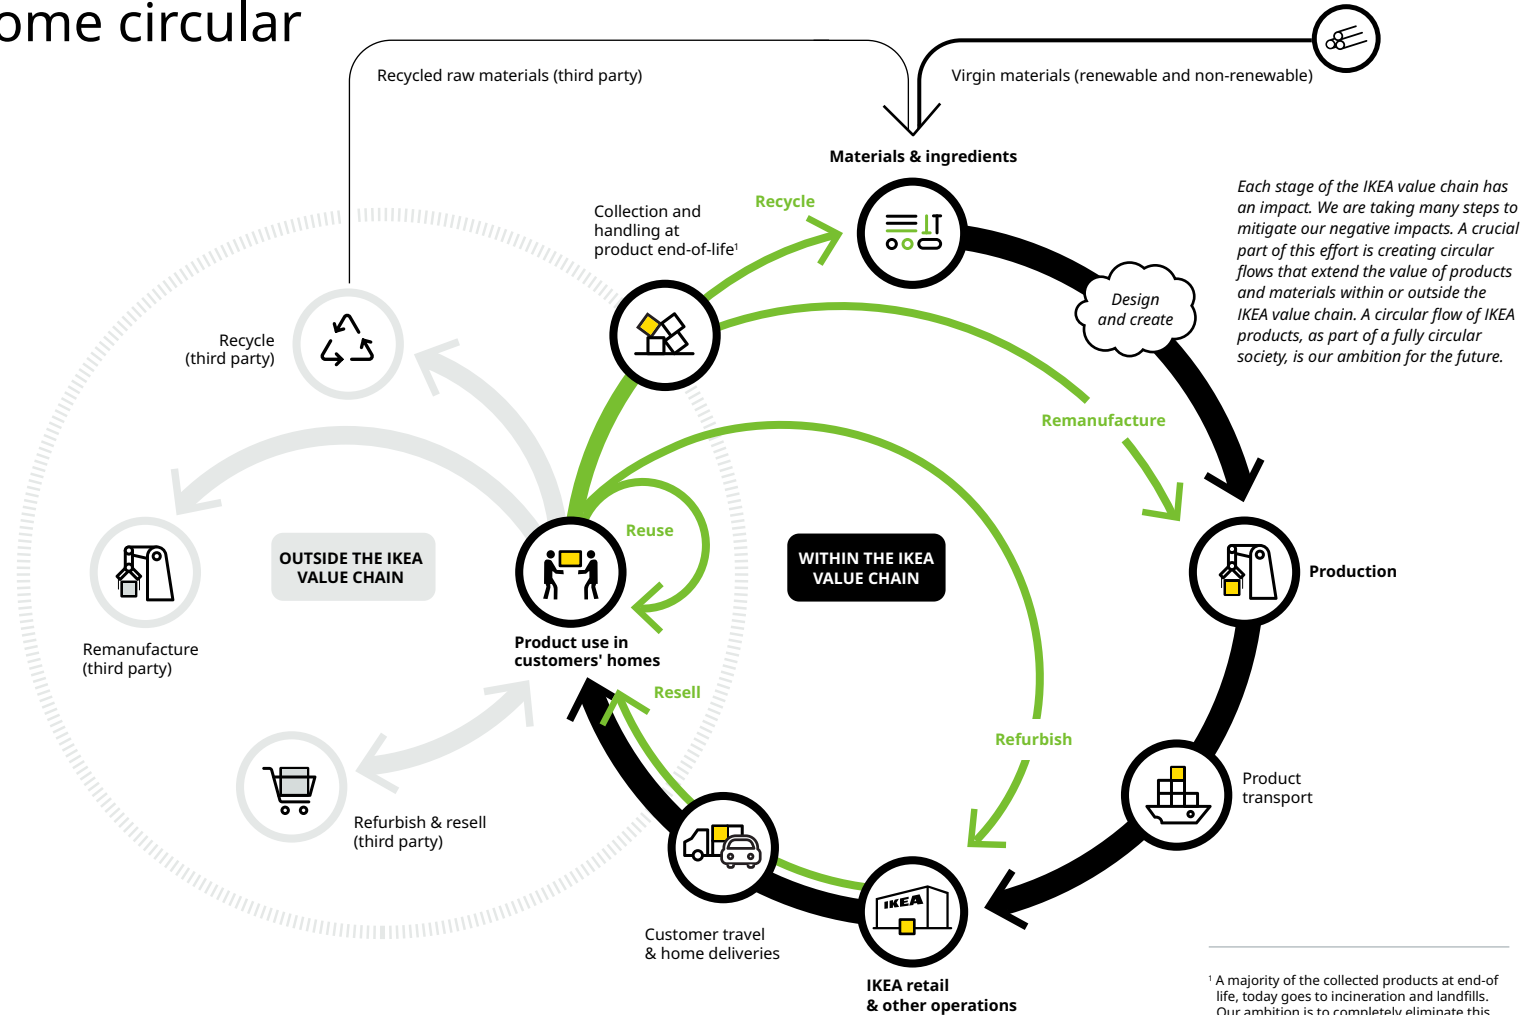 ome circular
Recycled raw materials (third party)
Virgin materials (renewable and non-renewable)
Materials & ingredients
Each stage of the IKEA value chain has
an impact. We are taking many steps to
mitigate our negative impacts. A crucial
part of this effort is creating circular
flows that extend the value of products
and materials within or outside the
IKEA value chain. A circular flow of IKEA
products, as part of a fully circular
society, is our ambition for the future.
Recycle
Collection and
handling at
product end-of-life¹
Design
and create
Recycle
(third party)
Remanufacture
Reuse
OUTSIDE THE IKEA
VALUE CHAIN
WITHIN THE IKEA
VALUE CHAIN
Production
Remanufacture
(third party)
Product use in
customers' homes
Resell
Refurbish
Product
transport
Refurbish & resell
(third party)
IKEA
Customer travel
& home deliveries
IKEA retail
& other operations
¹ A majority of the collected products at end-of
life, today goes to incineration and landfills.
Our ambition is to completely eliminate this